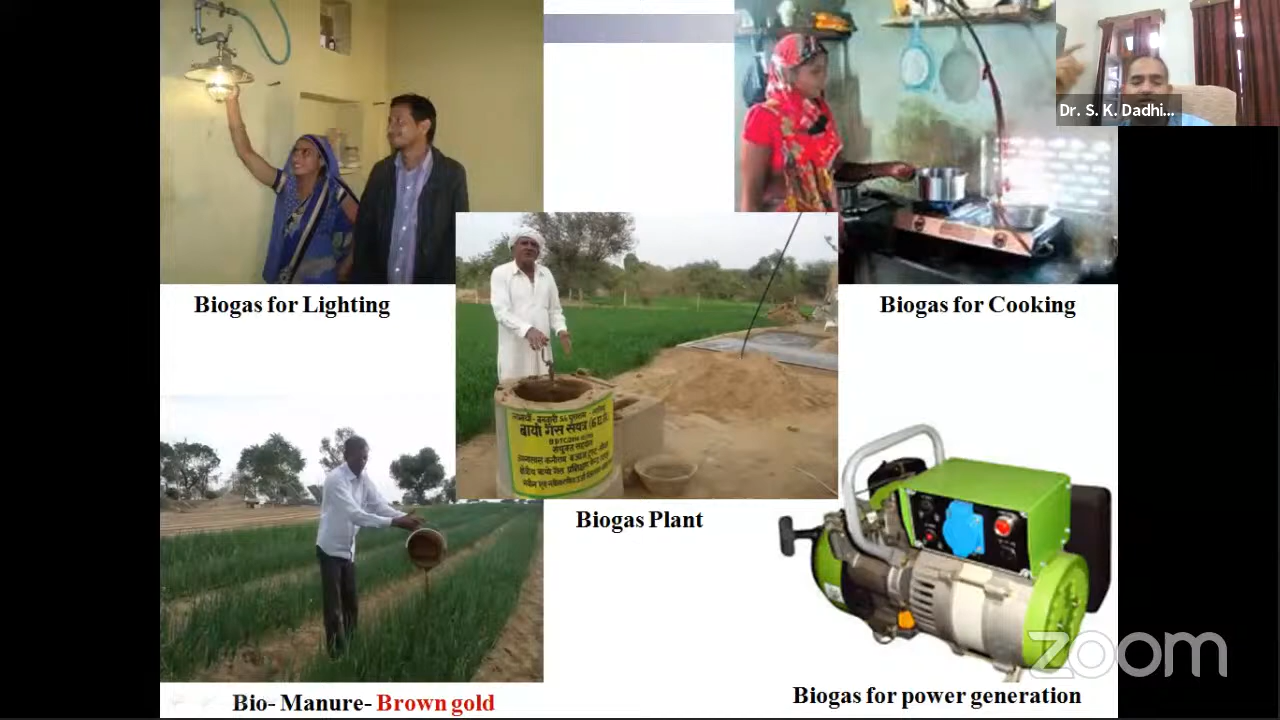 Dr. S. K. Dadhi...
Biogas for Lighting
Biogas for Cooking
बायो गैस संयंत्र
Biogas Plant
Bio- Manure- Brown gold
Biogas for power generation
zoom